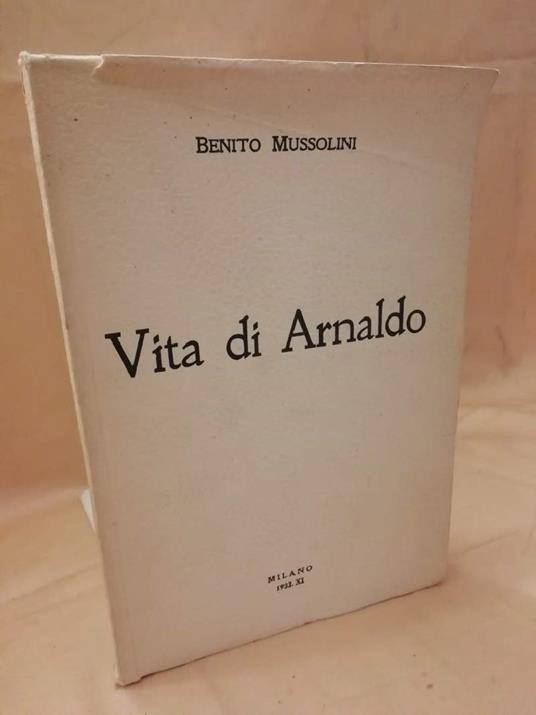 BENITO MUSSOLINI
Vita di Arnaldo
MILANO
1932. XI